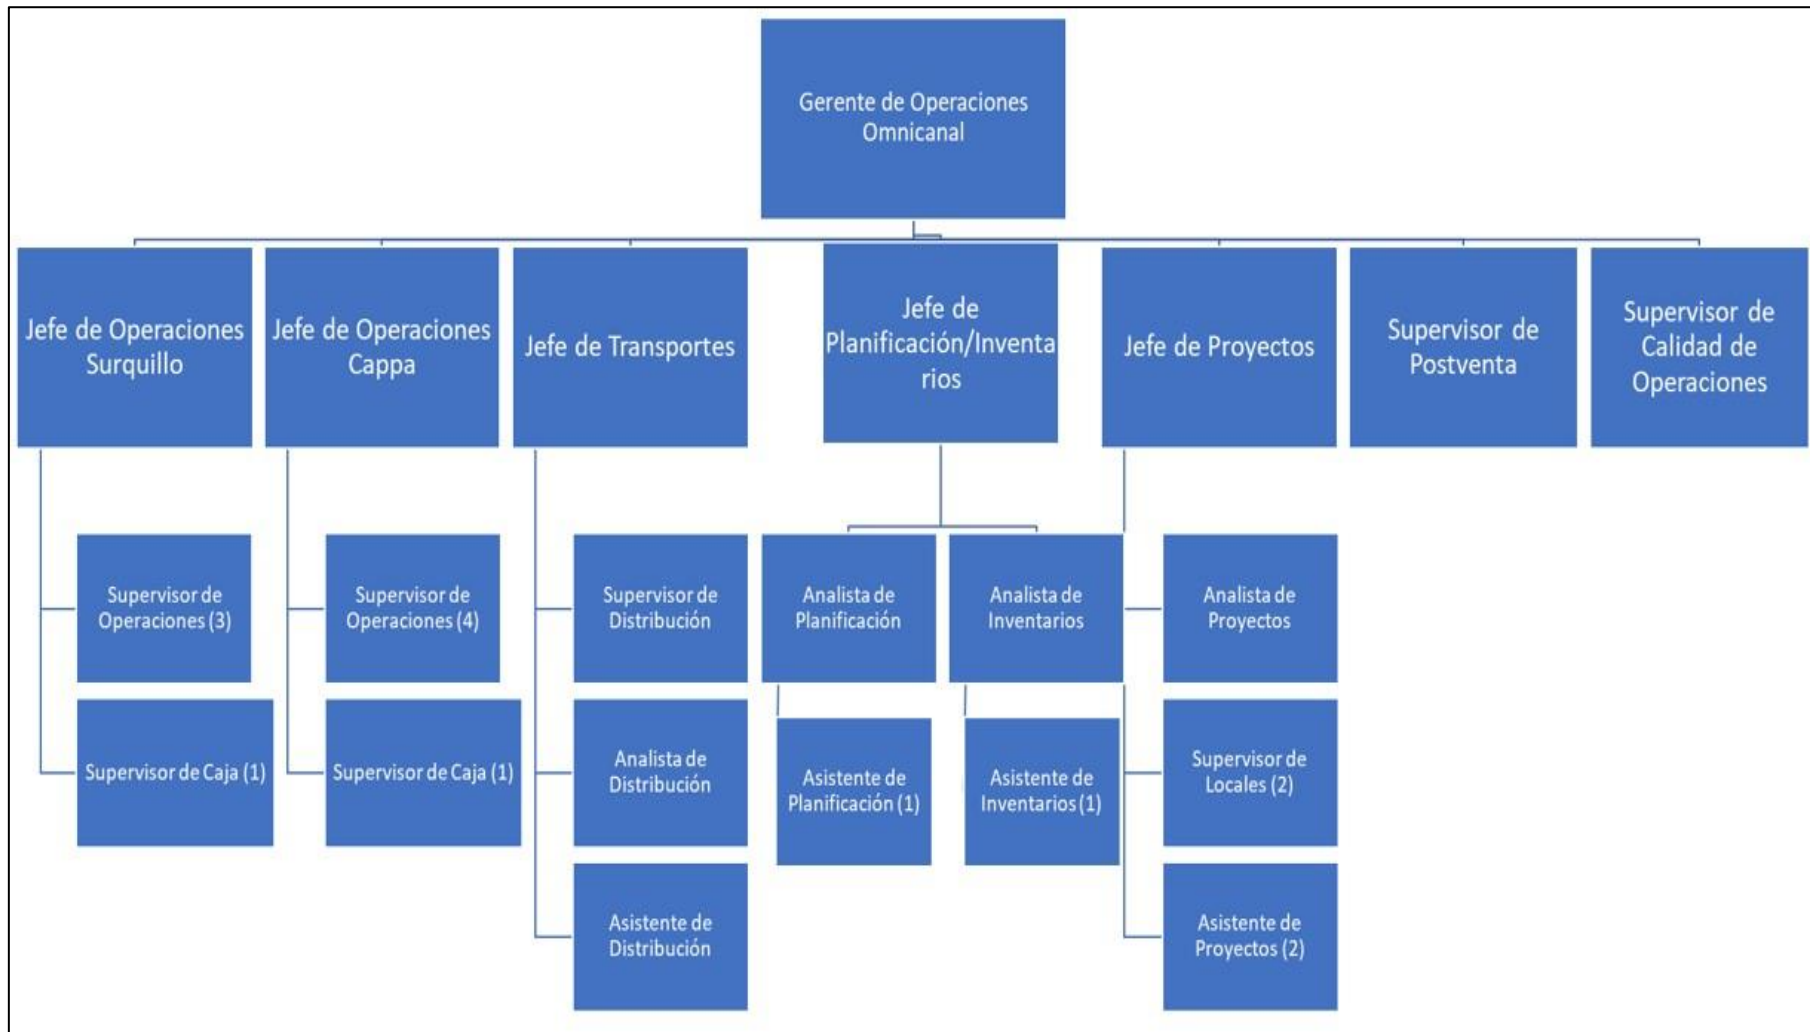 Gerente de Operaciones
Omnicanal
Jefe de Operaciones
Surquillo
Jefe de Operaciones
Cappa
Jefe de Transportes
Jefe de
Planificación/Inventa
rios
Jefe de Proyectos
Supervisor de
Postventa
Supervisor de
Calidad de
Operaciones
Supervisor de
Operaciones (3)
Supervisor de
Operaciones (4)
Supervisor de
Distribución
Analista de
Planificación
Analista de
Inventarios
Analista de
Proyectos
Supervisor de Caja (1)
Supervisor de Caja (1)
Analista de
Distribución
Asistente de
Planificación (1)
Asistente de
Inventarios (1)
Supervisor de
Locales (2)
Asistente de
Distribución
Asistente de
Proyectos (2)